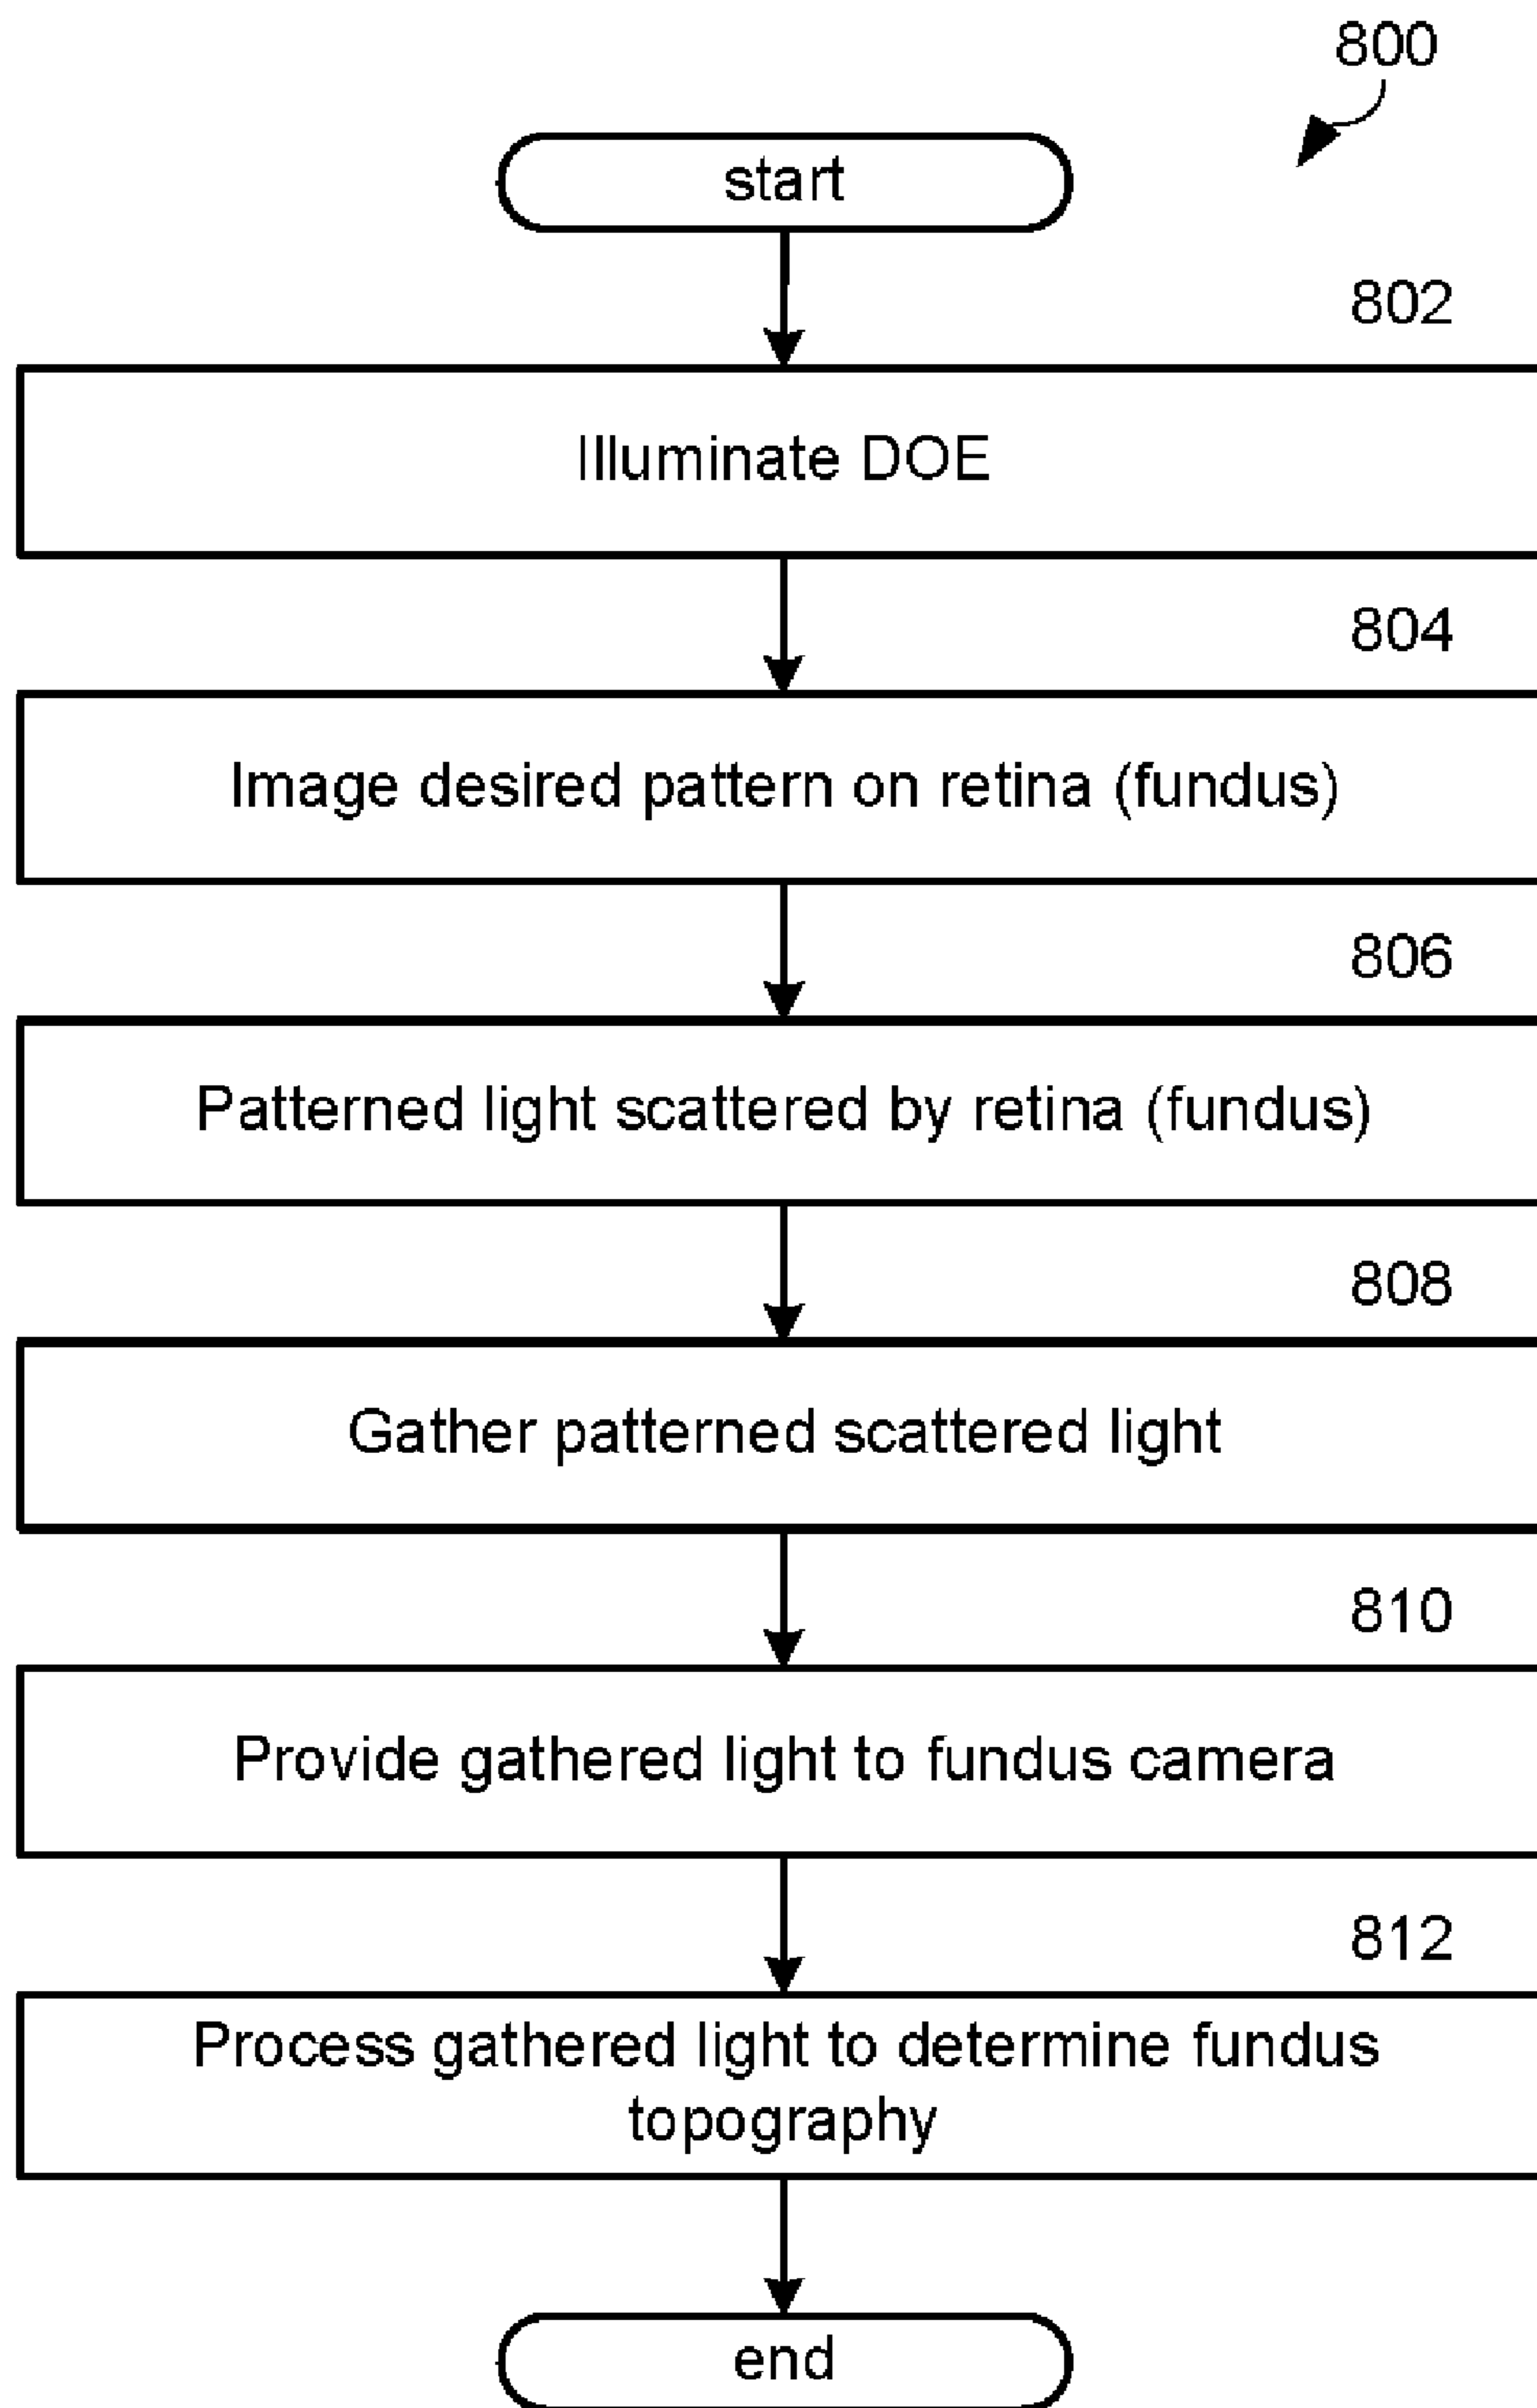 800
start
802
Illuminate DOE
804
Image desired pattern on retina (fundus)
806
Patterned light scattered by retina (fundus)
808
Gather patterned scattered light
810
Provide gathered light to fundus camera
812
Process gathered light to determine fundus
topography
end